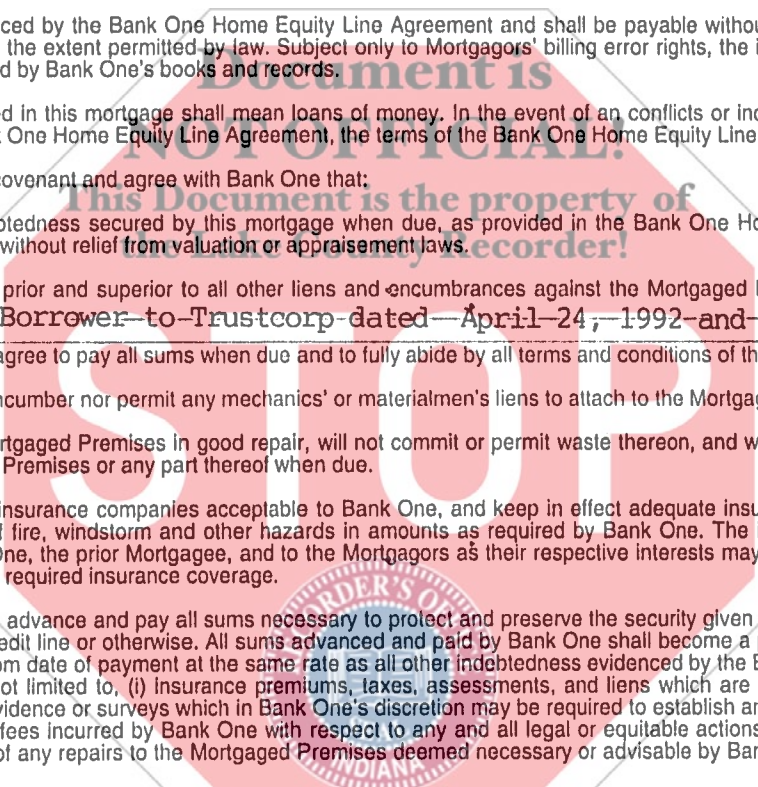 ced by the Bank One Home Equity Line Agreement and shall be payable withou
the extent permitted by law. Subject only to Mortgagors' billing error rights, the i
d by Bank One's books and records.
Document is
d in this mortgage shall mean loans of money. In the event of an conflicts or inc
NOT OFFICIAL!
One Home Equity Line Agreement, the terms of the Bank One Home Equity Line
ovenant and agree with Bank One that:
This Document is the property of
btedness secured by this mortgage when due, as provided in the Bank One Ho
without relief from valuation or appraisement laws.
the Lake County Recorder!
prior and superior to all other liens and encumbrances against the Mortgaged
Borrower to Trustcorp dated April 24, 1992 and
agree to pay all sums when due and to fully abide by all terms and conditions of th
STOP
ncumber nor permit any mechanics' or materialmen's liens to attach to the Mortga
rtgaged Premises in good repair, will not commit or permit waste thereon, and w
Premises or any part thereof when due.
insurance companies acceptable to Bank One, and keep in effect adequate insu
f fire, windstorm and other hazards in amounts as required by Bank One. The
One, the prior Mortgagee, and to the Mortgagors as their respective interests may
required insurance coverage.
RECORDER'S OFFICE
advance and pay all sums necessary to protect and preserve the security given
edit line or otherwise. All sums advanced and paid by Bank One shall become a
om date of payment at the same rate as all other indebtedness evidenced by the B
ot limited to, (i) insurance premiums, taxes, assessments, and liens which are
vidence or surveys which in Bank One's discretion may be required to establish an
fees incurred by Bank One with respect to any and all legal or equitable actions
of any repairs to the Mortgaged Premises deemed necessary or advisable by Ban
INDIANA